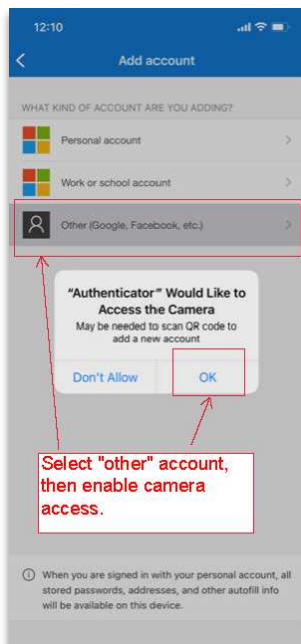 12:10
Add account
WHAT KIND OF ACCOUNT ARE YOU ADDING?
Personal account
Work or school account
Other (Google, Facebook, etc.)
"Authenticator" Would Like to
Access the Camera
May be needed to scan QR code to
add a new account
Don't Allow
OK
Select "other" account,
then enable camera
access.
When you are signed in with your personal account, all
stored passwords, addresses, and other autofill info
will be available on this device.